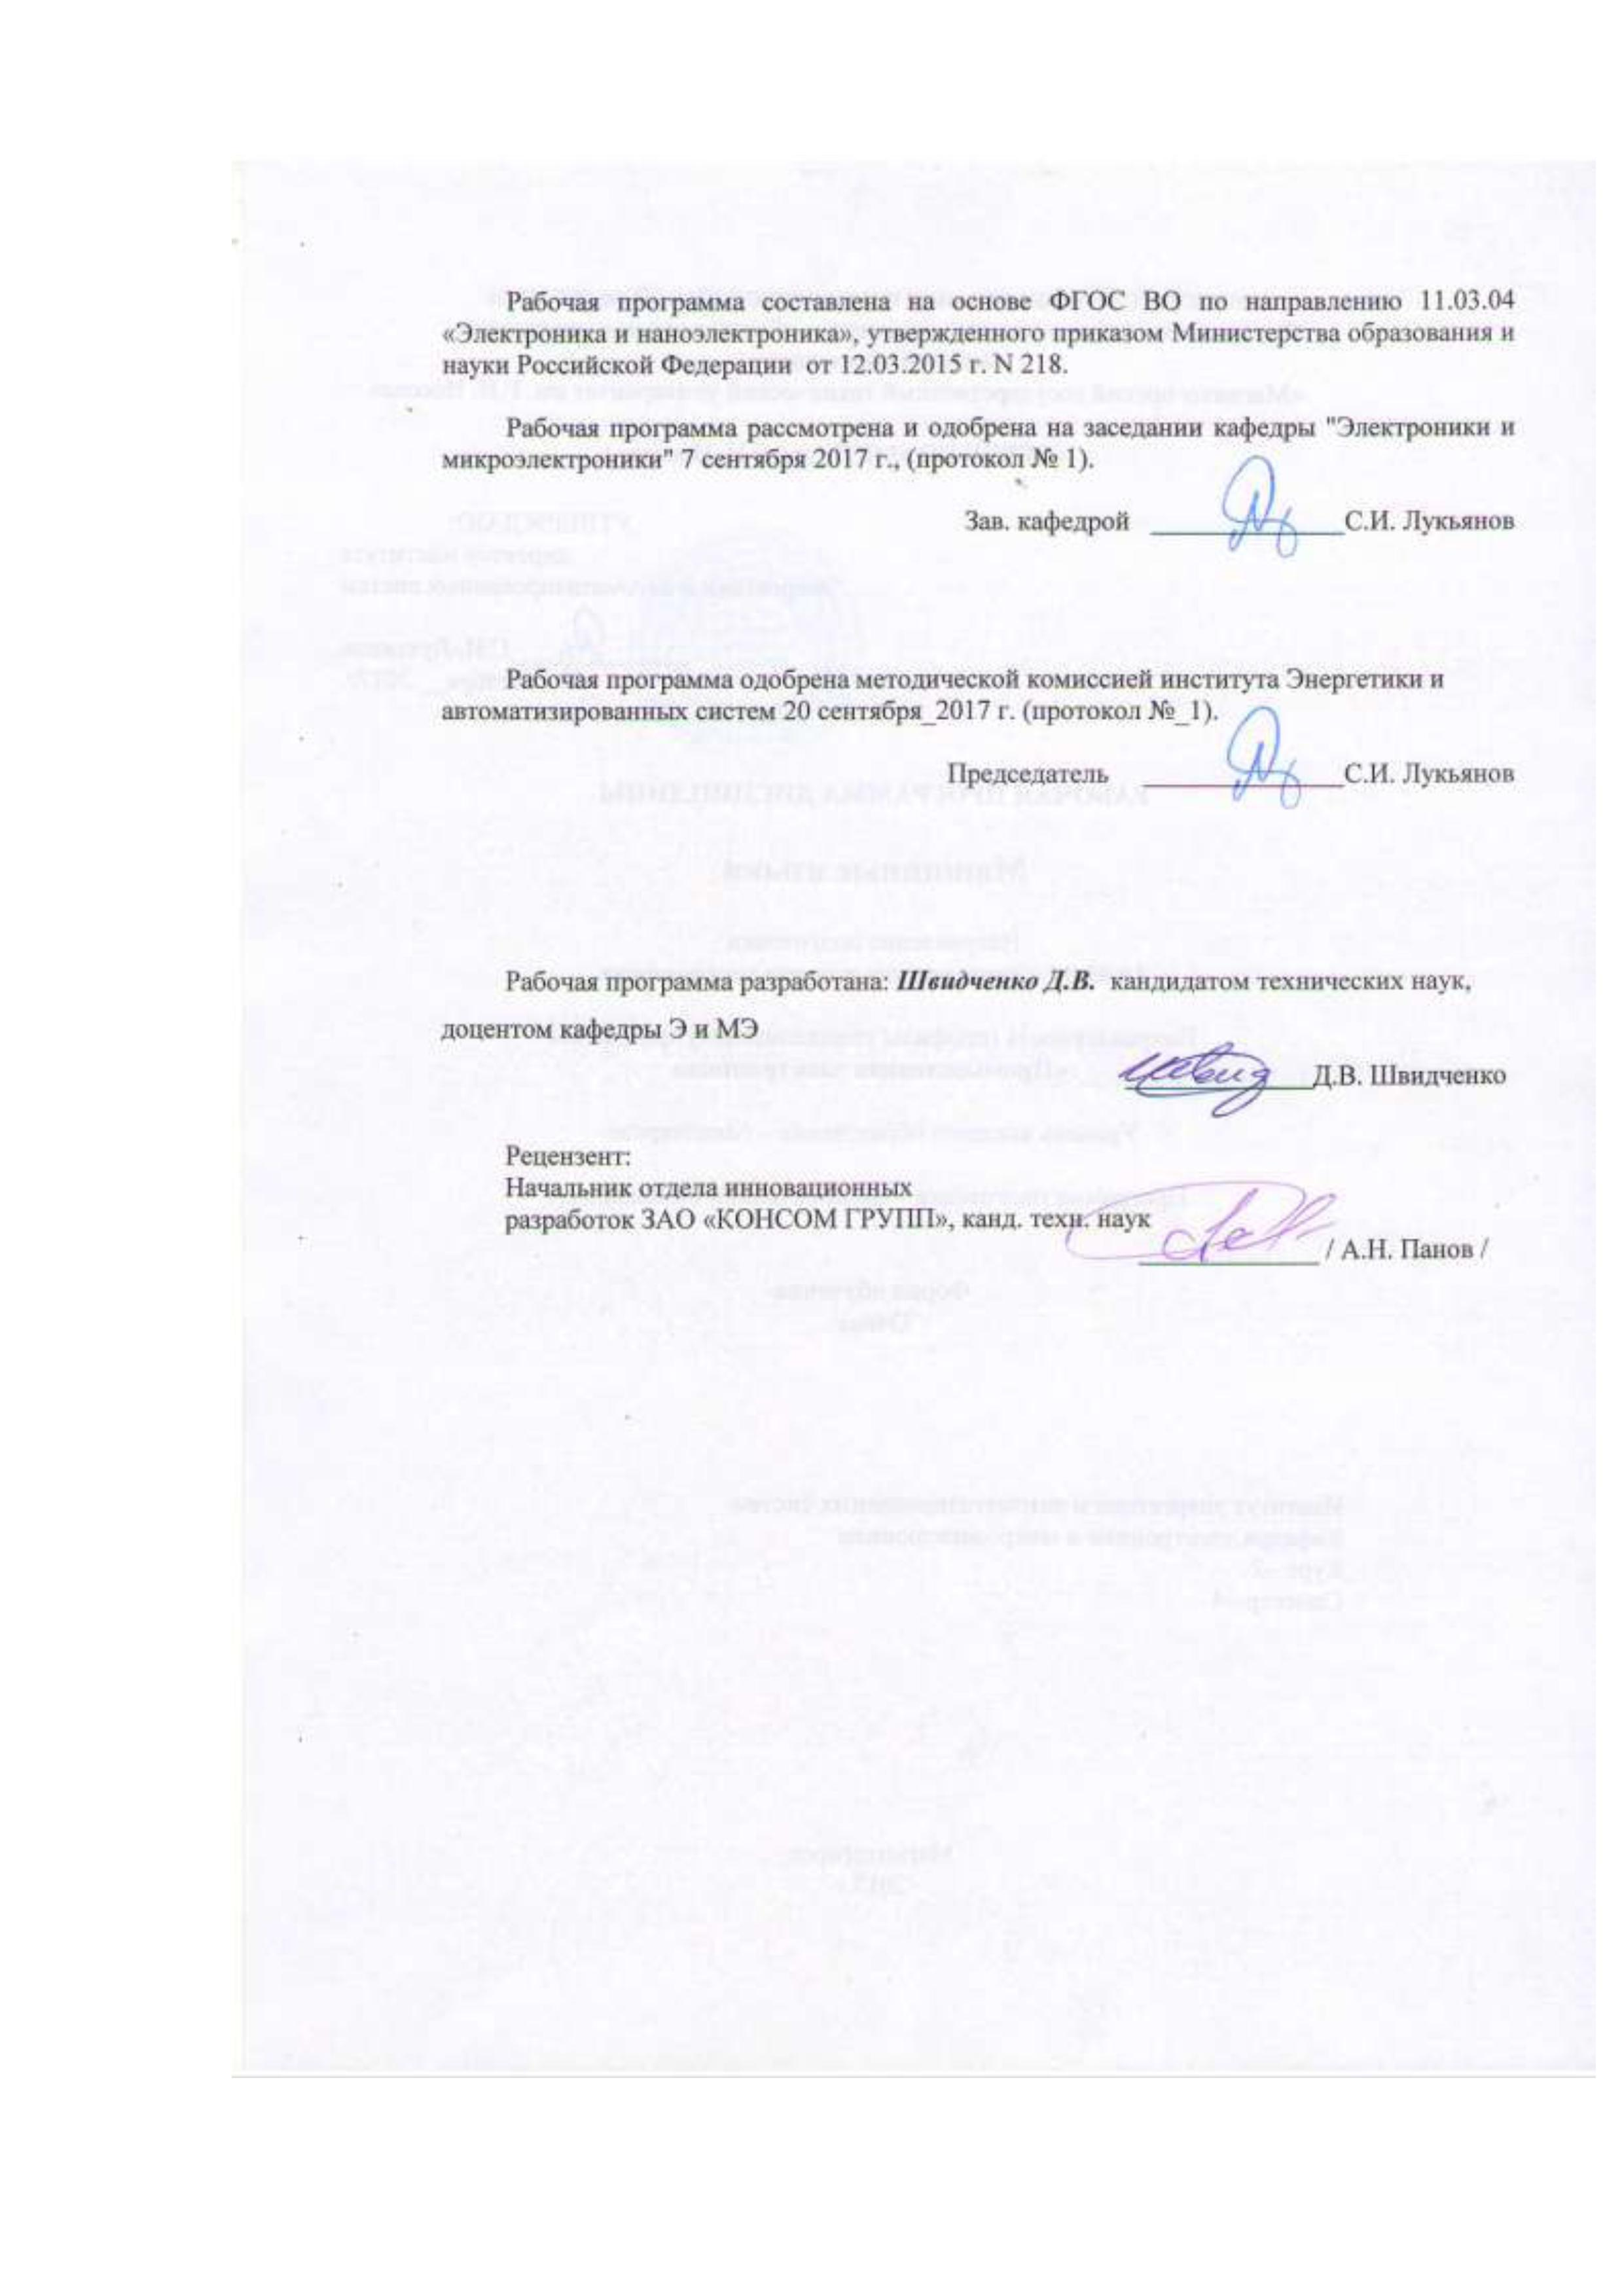 Рабочая программа составлена на основе ФГОС ВО по направлению 11.03.04
«Электроника и наноэлектроника», утвержденного приказом Министерства образования и
науки Российской Федерации от 12.03.2015 г. N 218.
Рабочая программа рассмотрена и одобрена на заседании кафедры "Электроники и
микроэлектроники" 7 сентября 2017 г., (протокол № 1).
Зав. кафедрой ______________ С.И. Лукьянов
Рабочая программа одобрена методической комиссией института Энергетики и
автоматизированных систем 20 сентября_2017 г. (протокол №_1).
Председатель ______________ С.И. Лукьянов
Рабочая программа разработана: Швидченко Д.В. кандидатом технических наук,
доцентом кафедры Э и МЭ
______________ Д.В. Швидченко
Рецензент:
Начальник отдела инновационных
разработок ЗАО «КОНСОМ ГРУПП», канд. техн. наук
______________ / А.Н. Панов /